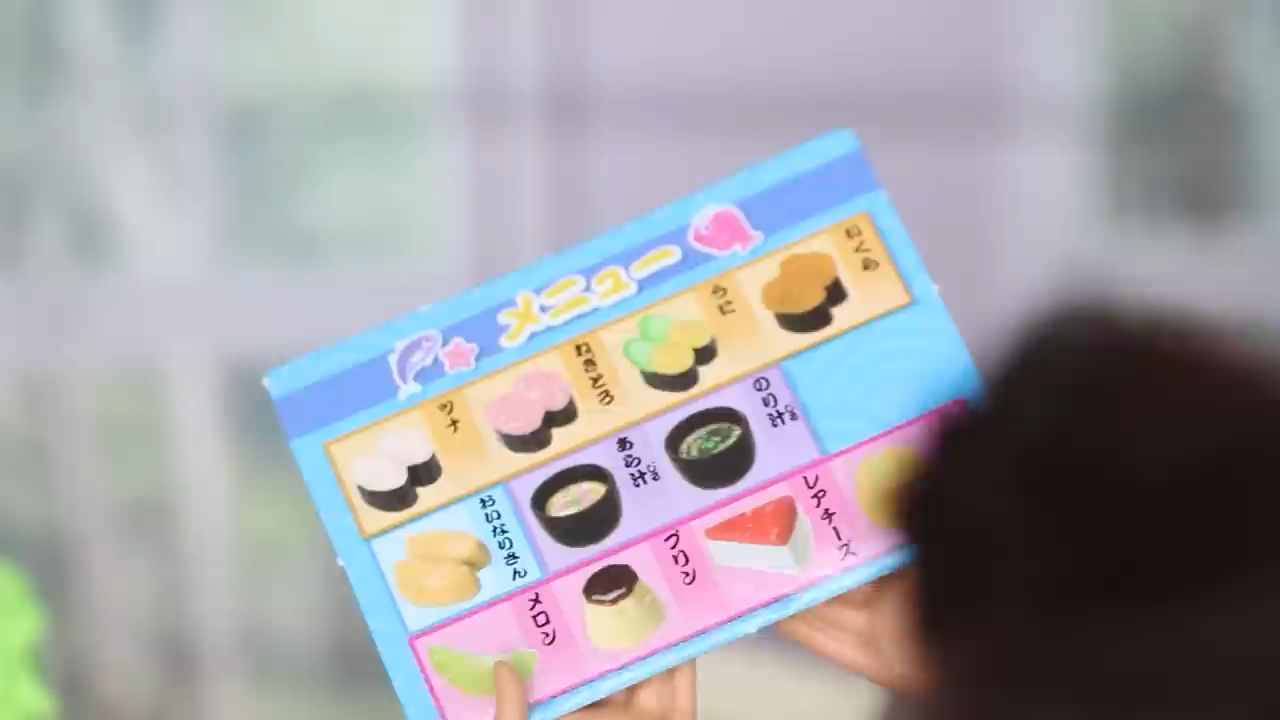 メニュー
いくら
うに
ねぎとろ
ツナ
のり汁
あら汁
おいなりさん
レアチーズ
プリン
メロン